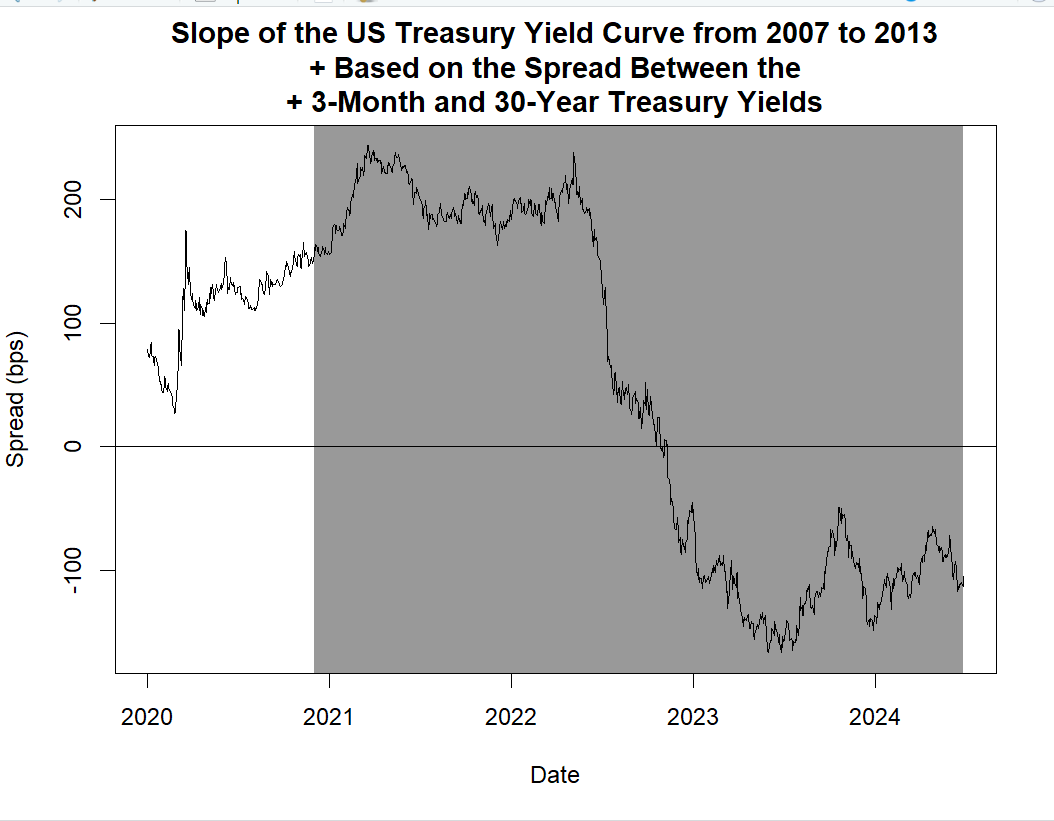 Slope of the US Treasury Yield Curve from 2007 to 2013
+ Based on the Spread Between the
+ 3-Month and 30-Year Treasury Yields
200
100
0
-100
Spread (bps)
2020 2021 2022 2023 2024
Date